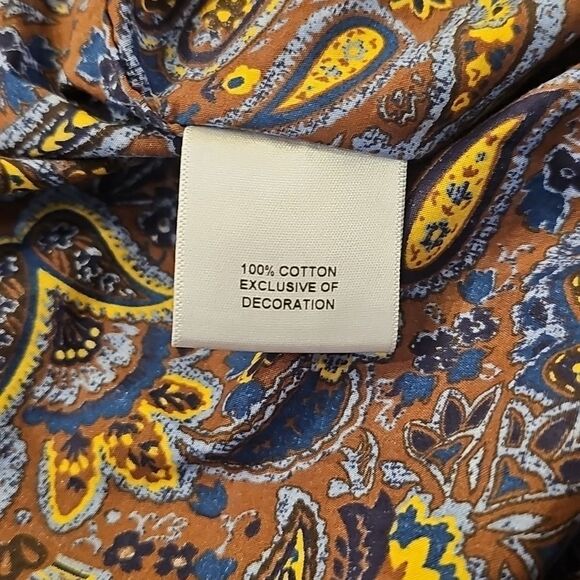 100% COTTON
EXCLUSIVE OF
DECORATION